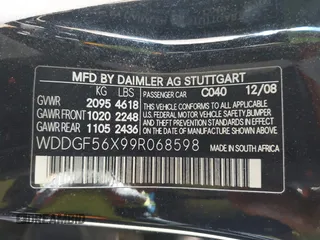 MFD BY DAIMLER AG STUTTGART
KG LBS PASSENGER CAR C040 12/08
GVWR 2095 4618
GAWR FRONT 1020 2248
GAWR REAR 1105 2436
THIS VEHICLE CONFORMS TO ALL APPLICABLE
U.S. FEDERAL MOTOR VEHICLE SAFETY,
BUMPER, AND THEFT PREVENTION
STANDARDS IN EFFECT ON THE DATE OF
MANUFACTURE SHOWN ABOVE.
WDDGF56X99R068598
MADE IN SOUTH AFRICA